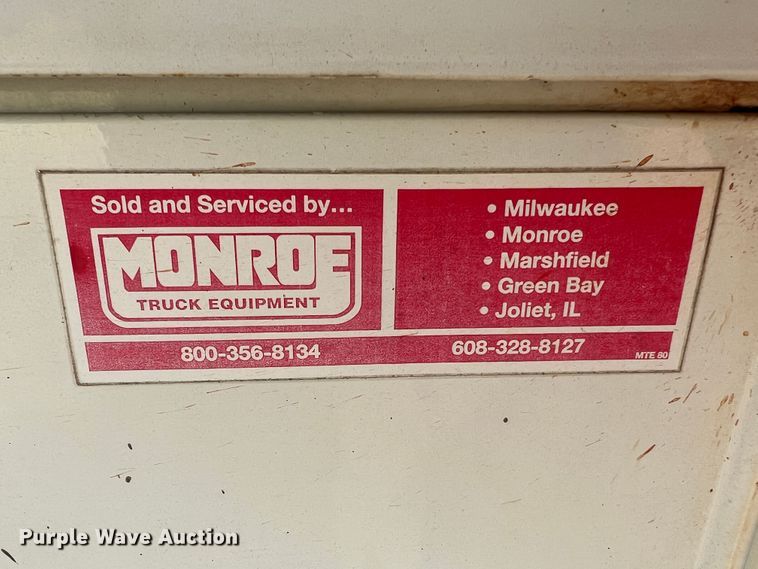 Sold and Serviced by...
MONROE
TRUCK EQUIPMENT
• Milwaukee
• Monroe
• Marshfield
• Green Bay
• Joliet, IL
800-356-8134
608-328-8127
MTE 80
Purple Wave Auction